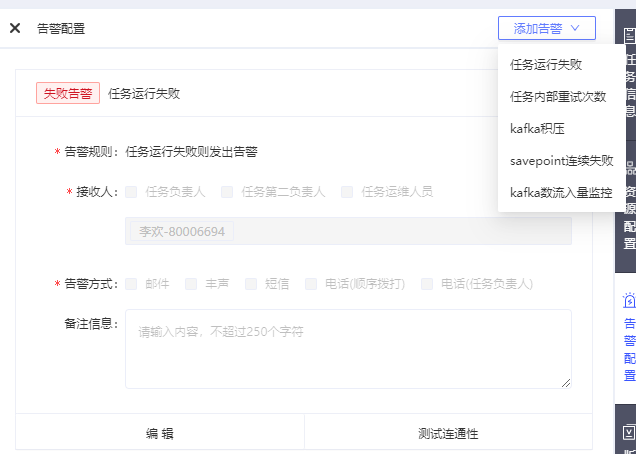 告警配置
添加告警
任务运行失败
任务内部重试次数
kafka积压
savepoint连续失败
kafka数流入量监控
失败告警 任务运行失败
* 告警规则: 任务运行失败则发出告警
* 接收人: 任务负责人 任务第二负责人 任务运维人员
李欢-80006694
* 告警方式: 邮件 丰声 短信 电话(顺序拨打) 电话(任务负责人)
备注信息: 请输入内容，不超过250个字符
编 辑 测试连通性
任务信息
资源配置
告警配置